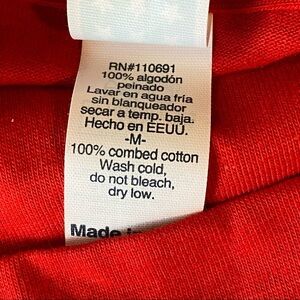 RN#110691
100% algodón
peinado
Lavar en agua fría
sin blanqueador
secar a temp. baja.
Hecho en EEUU.
-M-
100% combed cotton
Wash cold,
do not bleach,
dry low.
Made